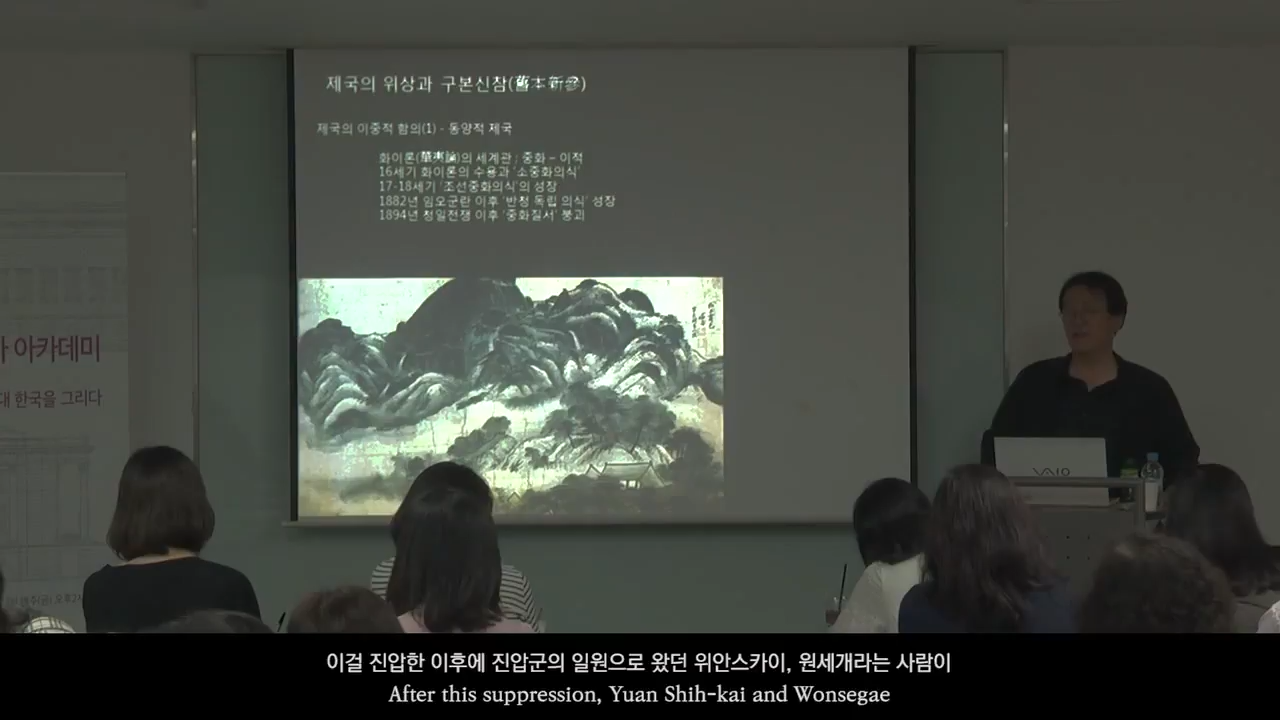 제국의 위상과 구본신참(舊本新參)
제국의 이중적 함의(1) - 동양적 제국
화이론(華夷論)의 세계관 : 중화 – 이적
16세기 화이론의 수용과 '소중화의식'
17-18세기 '조선중화의식'의 성장
1882년 임오군란 이후 '반청 독립 의식' 성장
1894년 청일전쟁 이후 '중화질서' 붕괴
아카데미
한국을 그리다
VAIO
이걸 진압한 이후에 진압군의 일원으로 왔던 위안스카이, 원세개라는 사람이
After this suppression, Yuan Shih-kai and Wonsegae